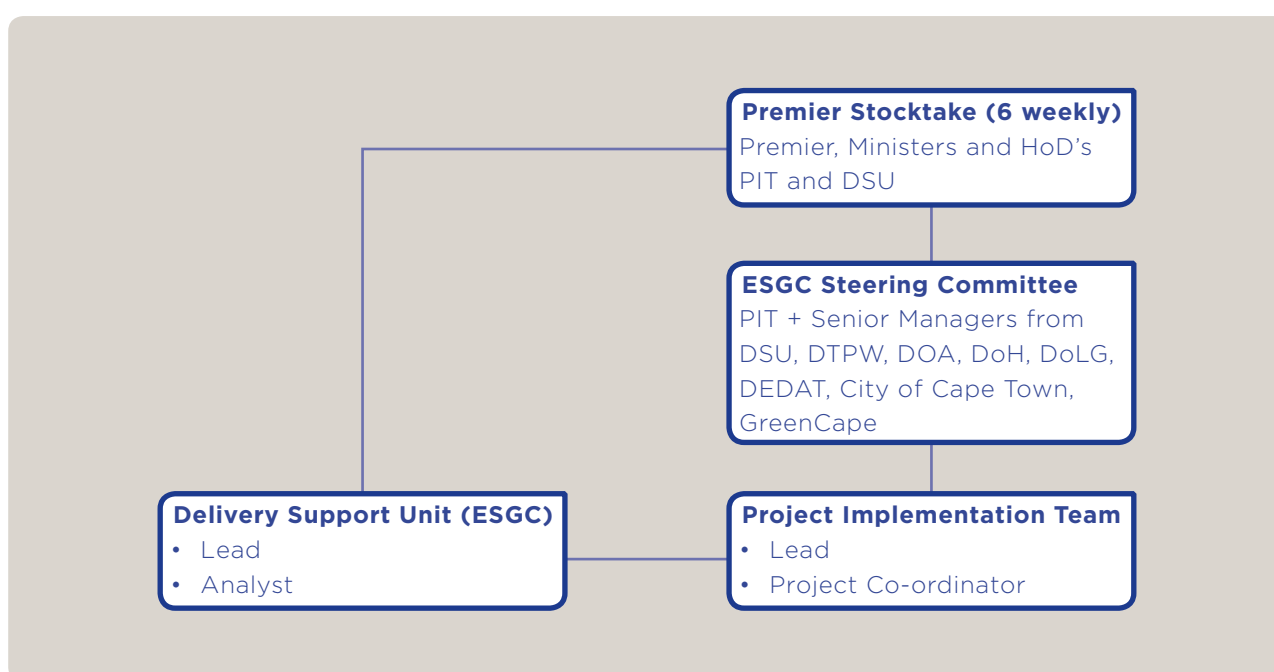 Premier Stocktake (6 weekly)
Premier, Ministers and HoD's
PIT and DSU
ESGC Steering Committee
PIT + Senior Managers from
DSU, DTPW, DOA, DoH, DoLG,
DEDAT, City of Cape Town,
GreenCape
Delivery Support Unit (ESGC)
• Lead
• Analyst
Project Implementation Team
• Lead
• Project Co-ordinator